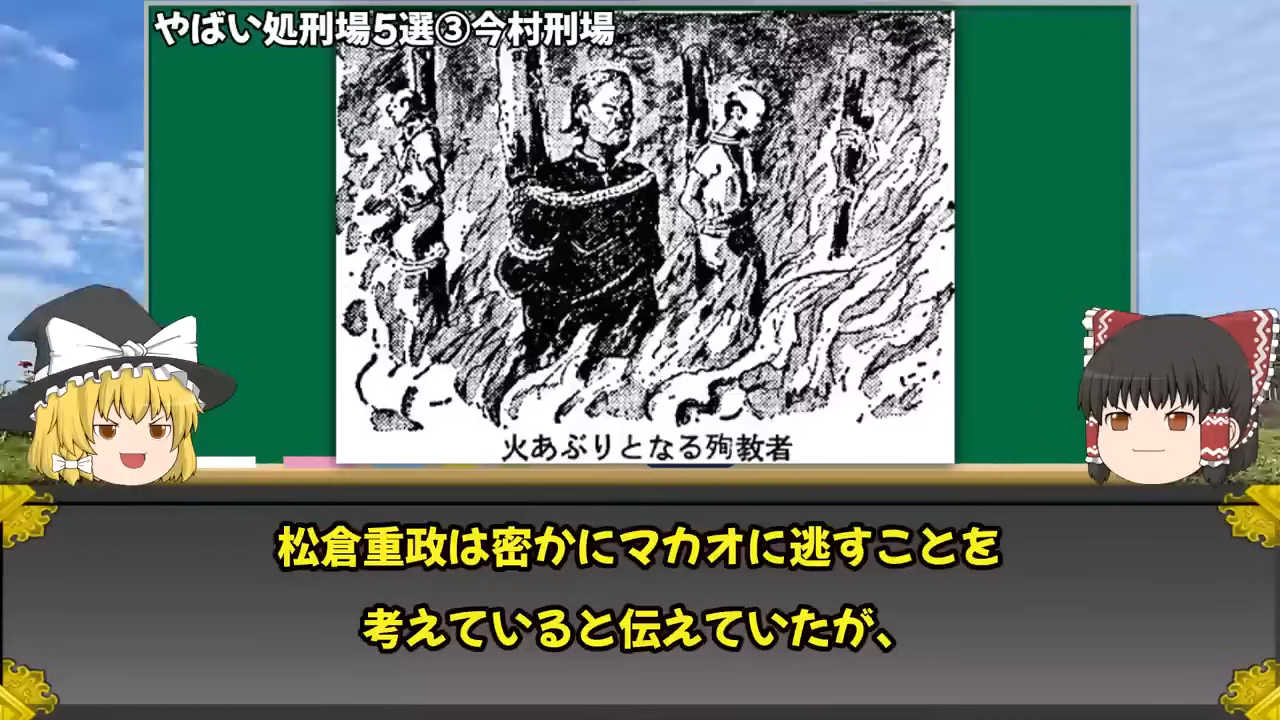 やばい処刑場5選③今村刑場
火あぶりとなる殉教者
松倉重政は密かにマカオに逃すことを
考えていると伝えていたが、